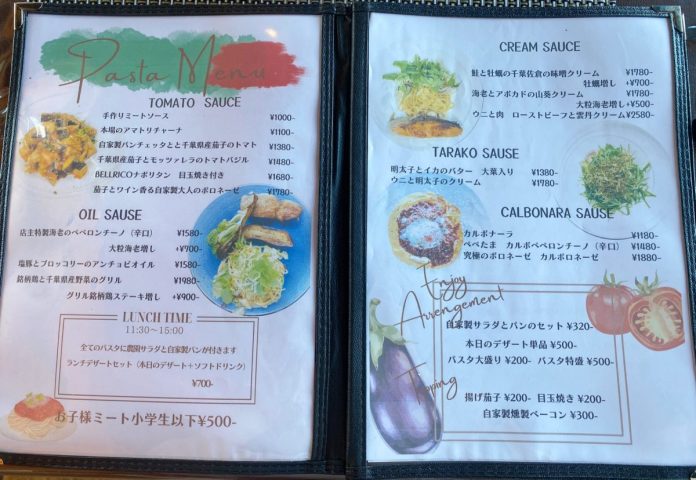 Pasta Menu
TOMATO SAUCE
手作りミートソース ¥1000-
本場のアマトリチャーナ ¥1100
自家製パンチェッタとと千葉県産茄子のトマト ¥1380-
千葉県産茄子とモッツァレラのトマトバジル ¥1480-
BELLRICOナポリタン 目玉焼き付き ¥1680-
茄子とワイン香る自家製大人のボロネーゼ ¥1780-
OIL SAUSE
店主特製海老のペペロンチーノ(辛口) ¥1580-
大粒海老増し +¥700-
塩豚とブロッコリーのアンチョビオイル ¥1580-
銘柄鶏と千葉県産野菜のグリル ¥1980-
グリル銘柄鶏ステーキ増し +¥900-
LUNCH TIME
11:30~15:00
全てのパスタに農園サラダと自家製パンが付きます
ランチデザートセット(本日のデザート+ソフトドリンク)
¥700-
お子様ミート小学生以下¥500-
CREAM SAUCE
鮭と牡蠣の千葉佐倉の味噌クリーム ¥1780-
牡蠣増し +¥700-
海老とアボカドの山葵クリーム ¥1780-
大粒海老増し+¥500-
ウニと肉 ローストビーフと雲丹クリーム ¥2580-
TARAKO SAUSE
明太子とイカのバター 大葉入り ¥1380-
ウニと明太子のクリーム ¥1780-
CALBONARA SAUSE
カルボナーラ ¥1180-
ペペたま カルボペペロンチーノ(辛口) ¥1480-
究極のボロネーゼ カルボロネーゼ ¥1880-
Enjoy
Arrengement
自家製サラダとパンのセット ¥320-
本日のデザート単品 ¥500-
パスタ大盛り ¥200- パスタ特盛 ¥500-
Topping
揚げ茄子 ¥200- 目玉焼き ¥200-
自家製燻製ベーコン ¥300-